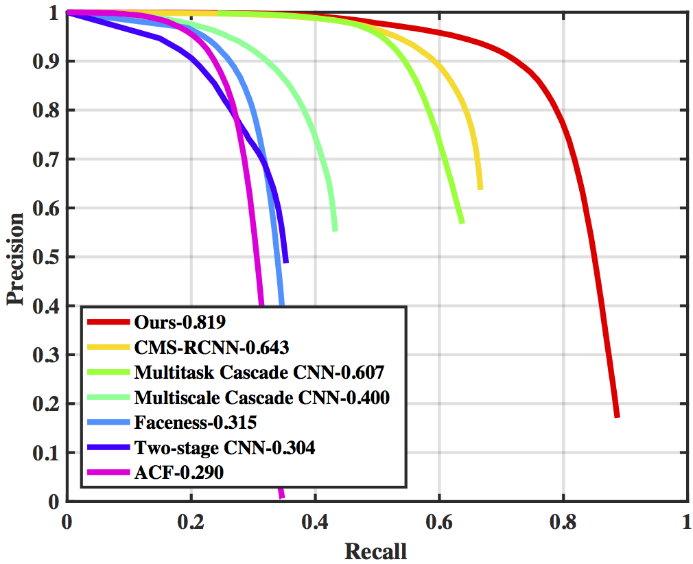 1
0.9
0.8
0.7
0.6
0.5
0.4
0.3
0.2
0.1
0
Precision
Ours-0.819
CMS-RCNN-0.643
Multitask Cascade CNN-0.607
Multiscale Cascade CNN-0.400
Faceness-0.315
Two-stage CNN-0.304
ACF-0.290
0 0.2 0.4 0.6 0.8 1
Recall